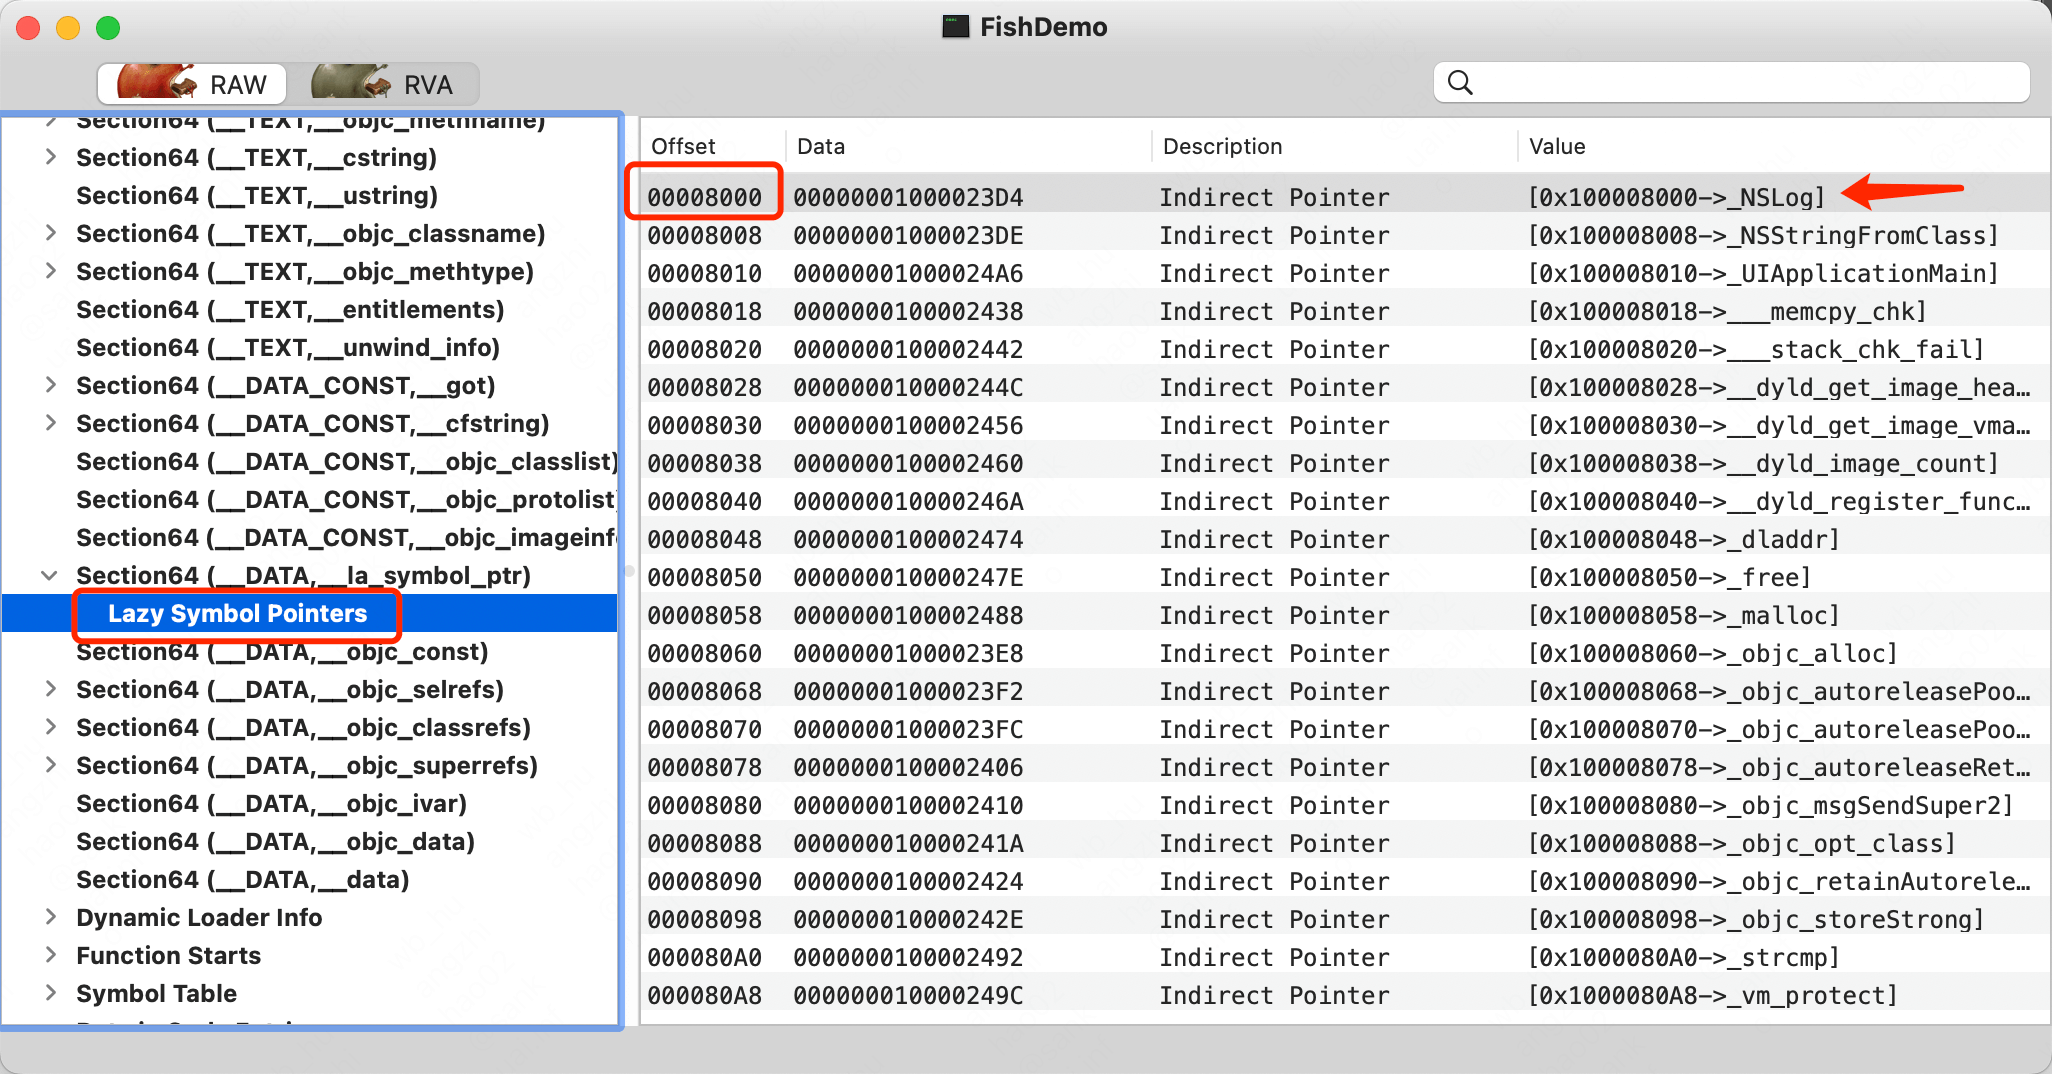 FishDemo
RAW
RVA
Section64 (__TEXT,__objc_methname)
Section64 (__TEXT,__cstring)
Section64 (__TEXT,__ustring)
Section64 (__TEXT,__objc_classname)
Section64 (__TEXT,__objc_methtype)
Section64 (__TEXT,__entitlements)
Section64 (__TEXT,__unwind_info)
Section64 (__DATA_CONST,__got)
Section64 (__DATA_CONST,__cfstring)
Section64 (__DATA_CONST,__objc_classlist)
Section64 (__DATA_CONST,__objc_protolist)
Section64 (__DATA_CONST,__objc_imageinfo
Section64 (__DATA,__la_symbol_ptr)
Lazy Symbol Pointers
Section64 (__DATA,__objc_const)
Section64 (__DATA,__objc_selrefs)
Section64 (__DATA,__objc_classrefs)
Section64 (__DATA,__objc_superrefs)
Section64 (__DATA,__objc_ivar)
Section64 (__DATA,__objc_data)
Section64 (__DATA,__data)
Dynamic Loader Info
Function Starts
Symbol Table
Offset Data Description Value
00008000 00000001000023D4 Indirect Pointer [0x100008000->_NSLog]
00008008 00000001000023DE Indirect Pointer [0x100008008->_NSStringFromClass]
00008010 00000001000024A6 Indirect Pointer [0x100008010->_UIApplicationMain]
00008018 0000000100002438 Indirect Pointer [0x100008018->___memcpy_chk]
00008020 0000000100002442 Indirect Pointer [0x100008020->___stack_chk_fail]
00008028 000000010000244C Indirect Pointer [0x100008028->__dyld_get_image_hea…
00008030 0000000100002456 Indirect Pointer [0x100008030->__dyld_get_image_vma…
00008038 0000000100002460 Indirect Pointer [0x100008038->__dyld_image_count]
00008040 000000010000246A Indirect Pointer [0x100008040->__dyld_register_func…
00008048 0000000100002474 Indirect Pointer [0x100008048->_dladdr]
00008050 000000010000247E Indirect Pointer [0x100008050->_free]
00008058 0000000100002488 Indirect Pointer [0x100008058->_malloc]
00008060 00000001000023E8 Indirect Pointer [0x100008060->_objc_alloc]
00008068 00000001000023F2 Indirect Pointer [0x100008068->_objc_autoreleasePoo…
00008070 00000001000023FC Indirect Pointer [0x100008070->_objc_autoreleasePoo…
00008078 0000000100002406 Indirect Pointer [0x100008078->_objc_autoreleaseRet…
00008080 0000000100002410 Indirect Pointer [0x100008080->_objc_msgSendSuper2]
00008088 000000010000241A Indirect Pointer [0x100008088->_objc_opt_class]
00008090 0000000100002424 Indirect Pointer [0x100008090->_objc_retainAutorele…
00008098 000000010000242E Indirect Pointer [0x100008098->_objc_storeStrong]
000080A0 0000000100002492 Indirect Pointer [0x1000080A0->_strcmp]
000080A8 000000010000249C Indirect Pointer [0x1000080A8->_vm_protect]